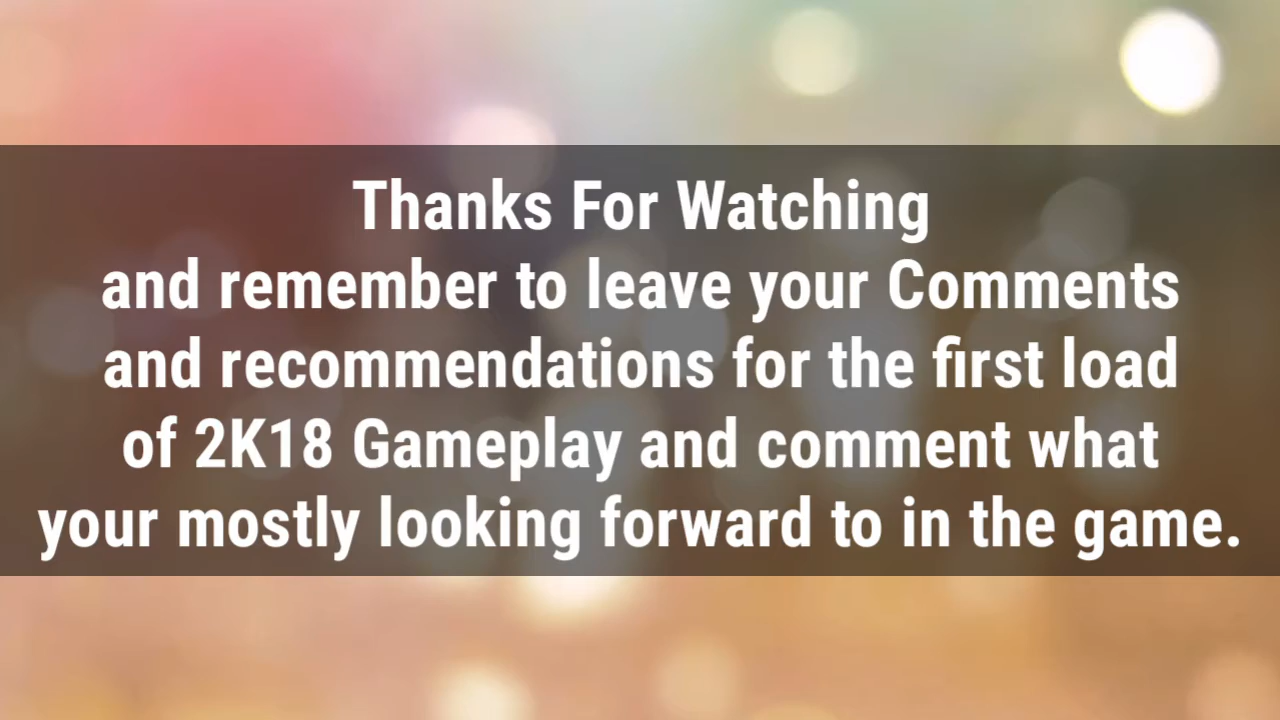 Thanks For Watching
and remember to leave your Comments
and recommendations for the first load
of 2K18 Gameplay and comment what
your mostly looking forward to in the game.